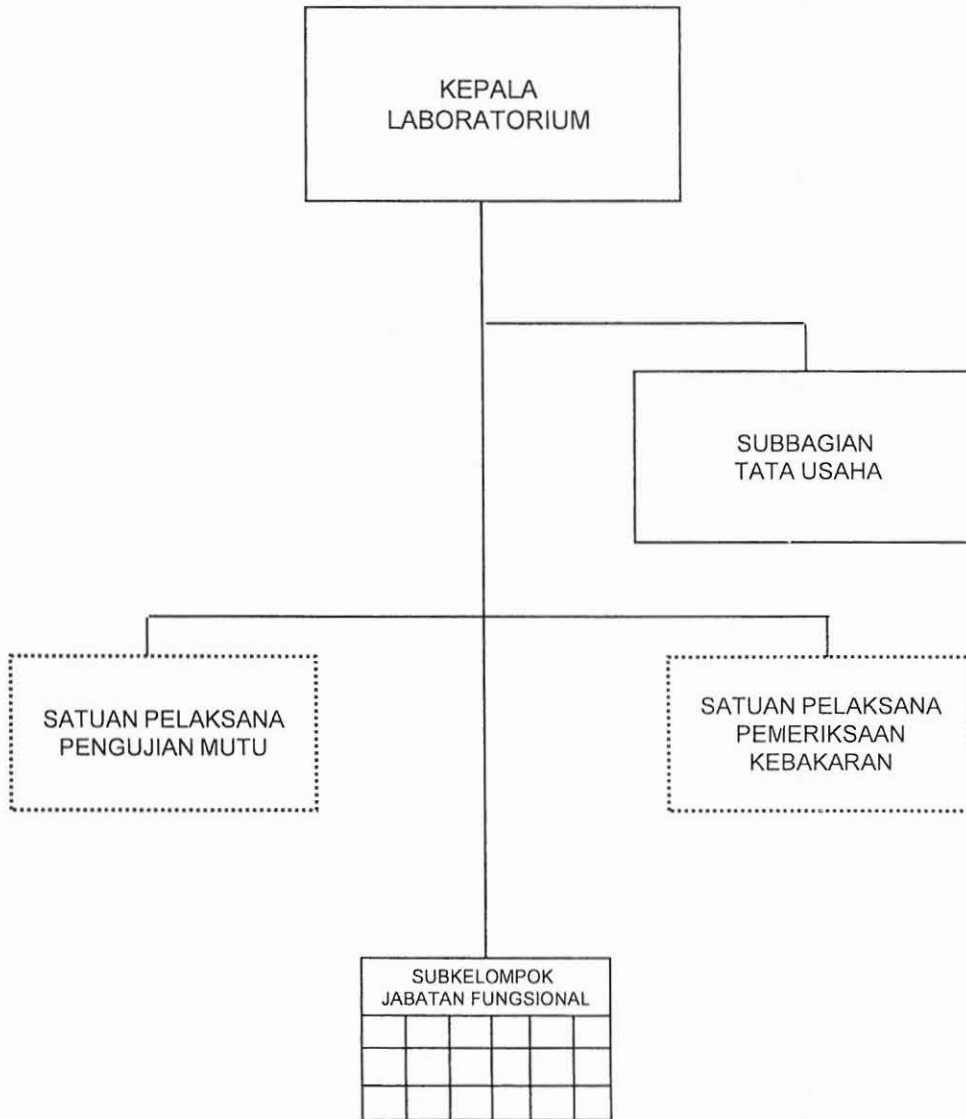 KEPALA
LABORATORIUM
SUBBAGIAN
TATA USAHA
SATUAN PELAKSANA
PENGUJIAN MUTU
SATUAN PELAKSANA
PEMERIKSAAN
KEBAKARAN
SUBKELOMPOK
JABATAN FUNGSIONAL